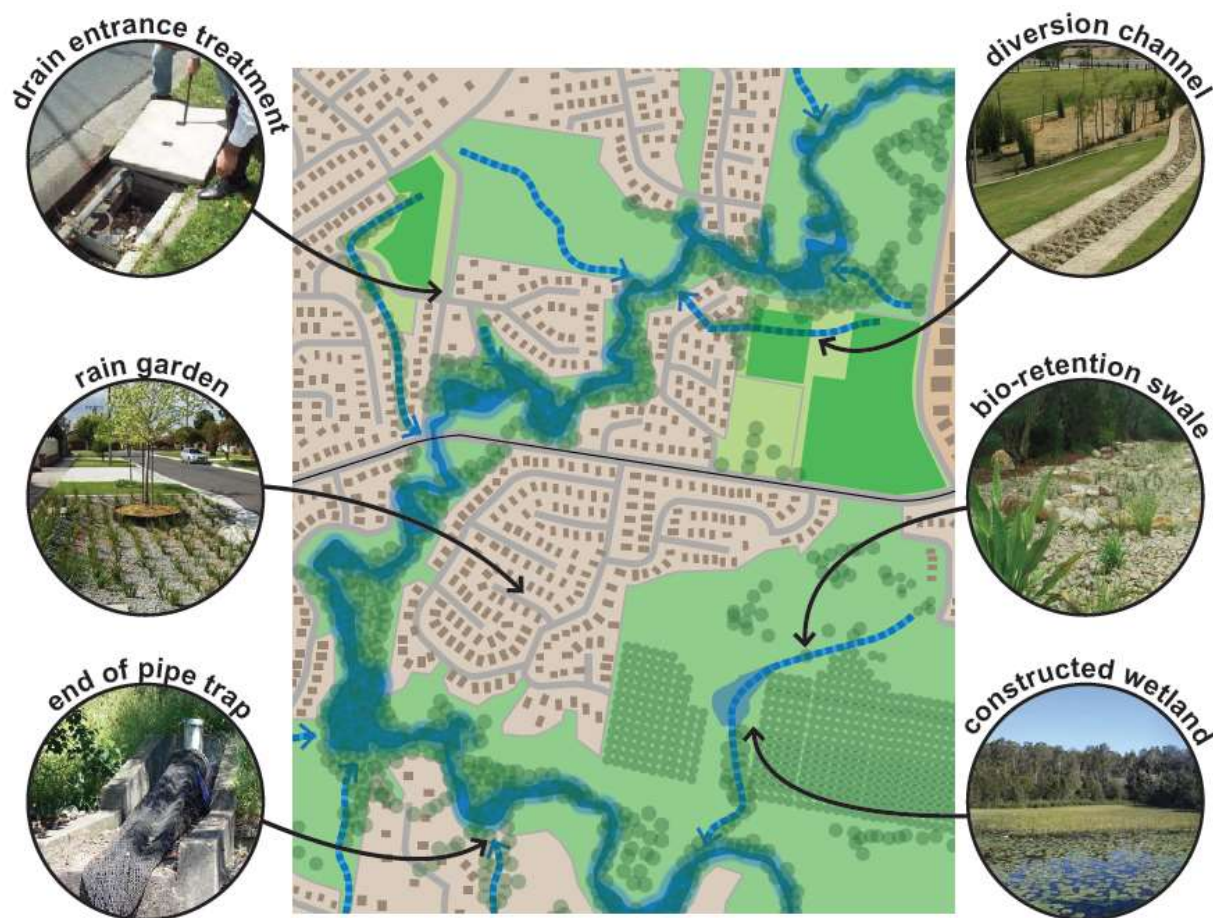 drain entrance treatment
diversion channel
rain garden
bio-retention swale
end of pipe trap
constructed wetland